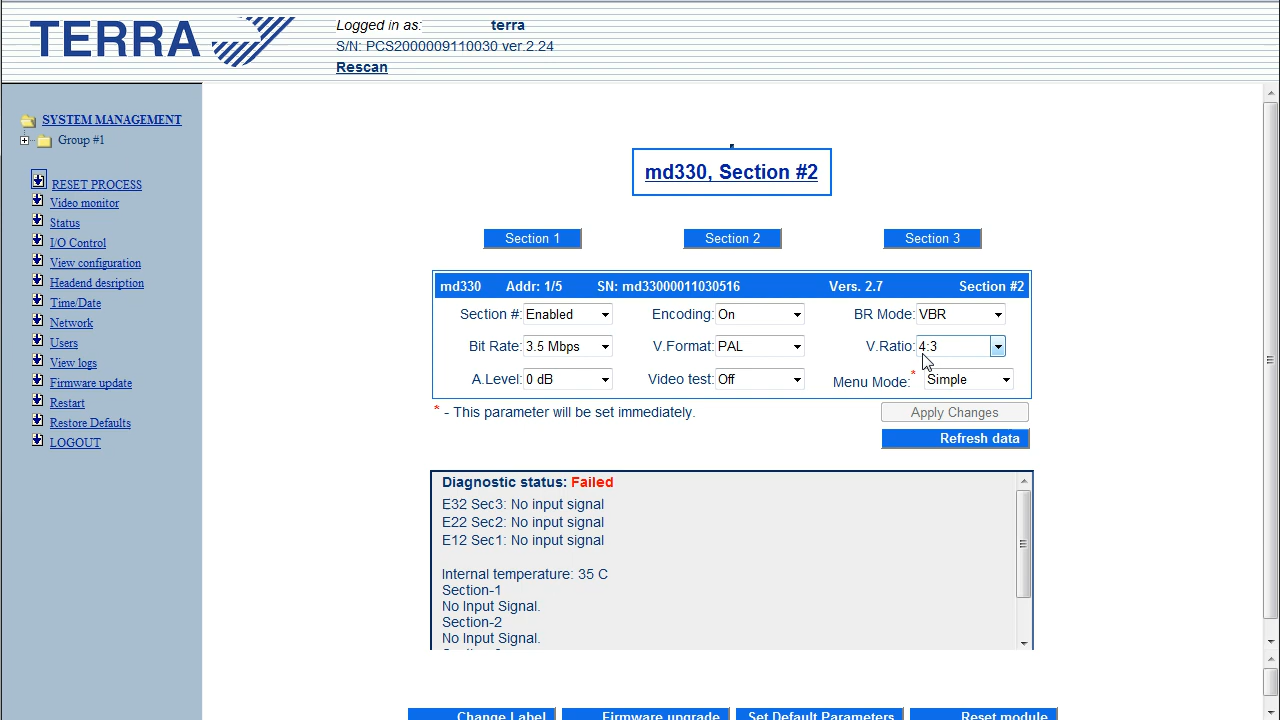 TERRA
Logged in as: terra
S/N: PCS2000009110030 ver.2.24
Rescan
SYSTEM MANAGEMENT
Group #1
RESET PROCESS
Video monitor
Status
I/O Control
View configuration
Headend desription
Time/Date
Network
Users
View logs
Firmware update
Restart
Restore Defaults
LOGOUT
md330, Section #2
Section 1 Section 2 Section 3
md330 Addr: 1/5 SN: md33000011030516 Vers. 2.7 Section #2
Section #: Enabled Encoding: On BR Mode: VBR
Bit Rate: 3.5 Mbps V.Format: PAL V.Ratio: 4:3
A.Level: 0 dB Video test: Off Menu Mode: * Simple
* - This parameter will be set immediately. Apply Changes
Refresh data
Diagnostic status: Failed
E32 Sec3: No input signal
E22 Sec2: No input signal
E12 Sec1: No input signal
Internal temperature: 35 C
Section-1
No Input Signal.
Section-2
No Input Signal.
Change Label Firmware upgrade Set Default Parameters Reset module